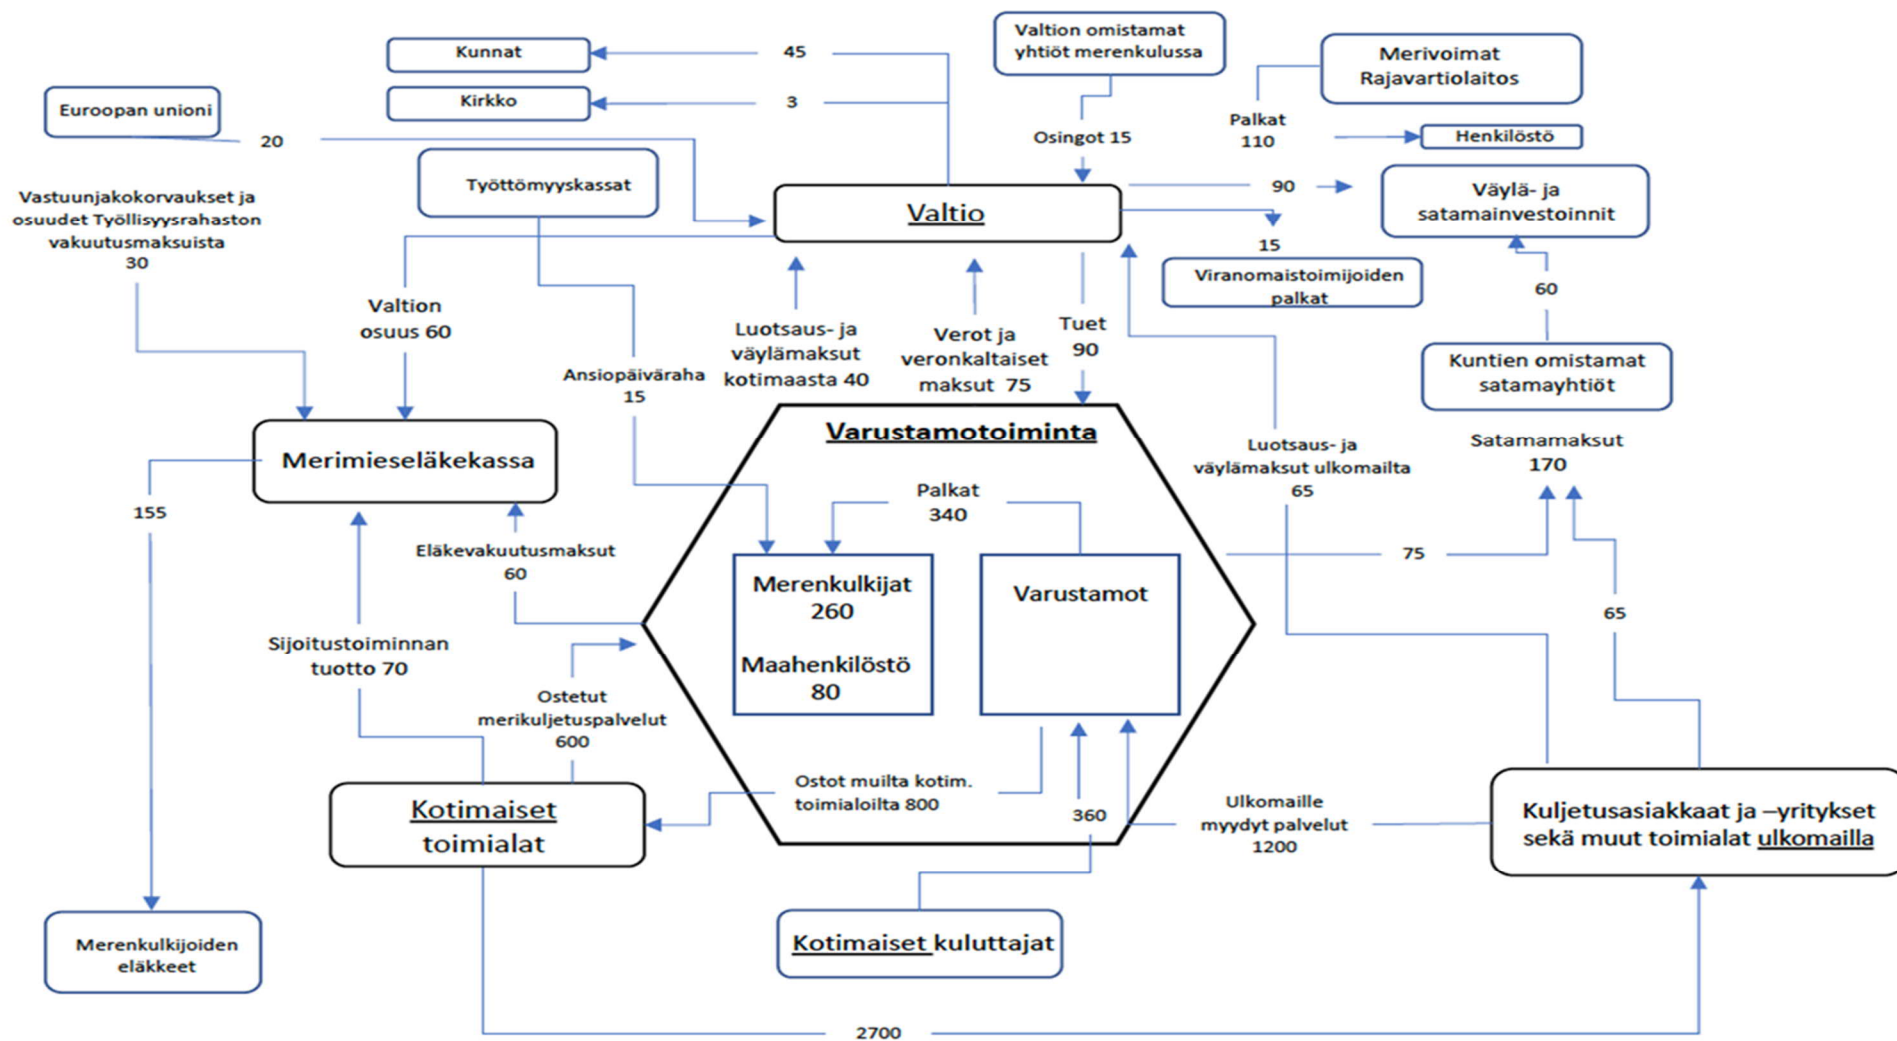 Kunnat
45
Valtion omistamat
yhtiöt merenkulussa
Merivoimat
Rajavartiolaitos
Kirkko
3
Euroopan unioni
20
Osingot 15
Palkat
110
Henkilöstö
Työttömyyskassat
Vastuunjakokorvaukset ja
osuudet Työllisyysrahaston
vakuutusmaksuista
30
Valtio
90
Väylä- ja
satamainvestoinnit
15
Viranomaistoimijoiden
palkat
60
Valtion
osuus 60
Ansiopäiväraha
15
Luotsaus- ja
väylämaksut
kotimaasta 40
Verot ja
veronkaltaiset
maksut 75
Tuet
90
Kuntien omistamat
satamayhtiöt
Varustamotoiminta
Merimieseläkekassa
Luotsaus- ja
väylämaksut ulkomailta
65
Satamamaksut
170
155
Palkat
340
Eläkevakuutusmaksut
60
75
Merenkulkijat
260
Maahenkilöstö
80
Varustamot
65
Sijoitustoiminnan
tuotto 70
Ostetut
merikuljetuspalvelut
600
Ostot muilta kotim.
toimialoilta 800
360
Ulkomaille
myydyt palvelut
1200
Kotimaiset
toimialat
Kuljetusasiakkaat ja –yritykset
sekä muut toimialat ulkomailla
Merenkulkijoiden
eläkkeet
Kotimaiset kuluttajat
2700